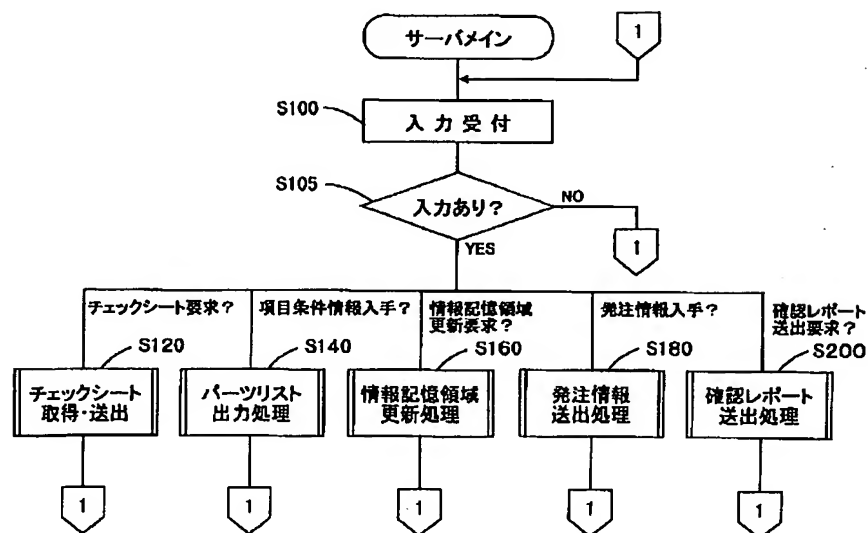 サーバメイン
1
S100
入力受付
S105
入力あり?
NO
1
YES
チェックシート要求?
項目条件情報入手?
情報記憶領域
更新要求?
発注情報入手?
確認レポート
送出要求?
S120
S140
S160
S180
S200
チェックシート
取得・送出
パーツリスト
出力処理
情報記憶領域
更新処理
発注情報
送出処理
確認レポート
送出処理
1
1
1
1
1